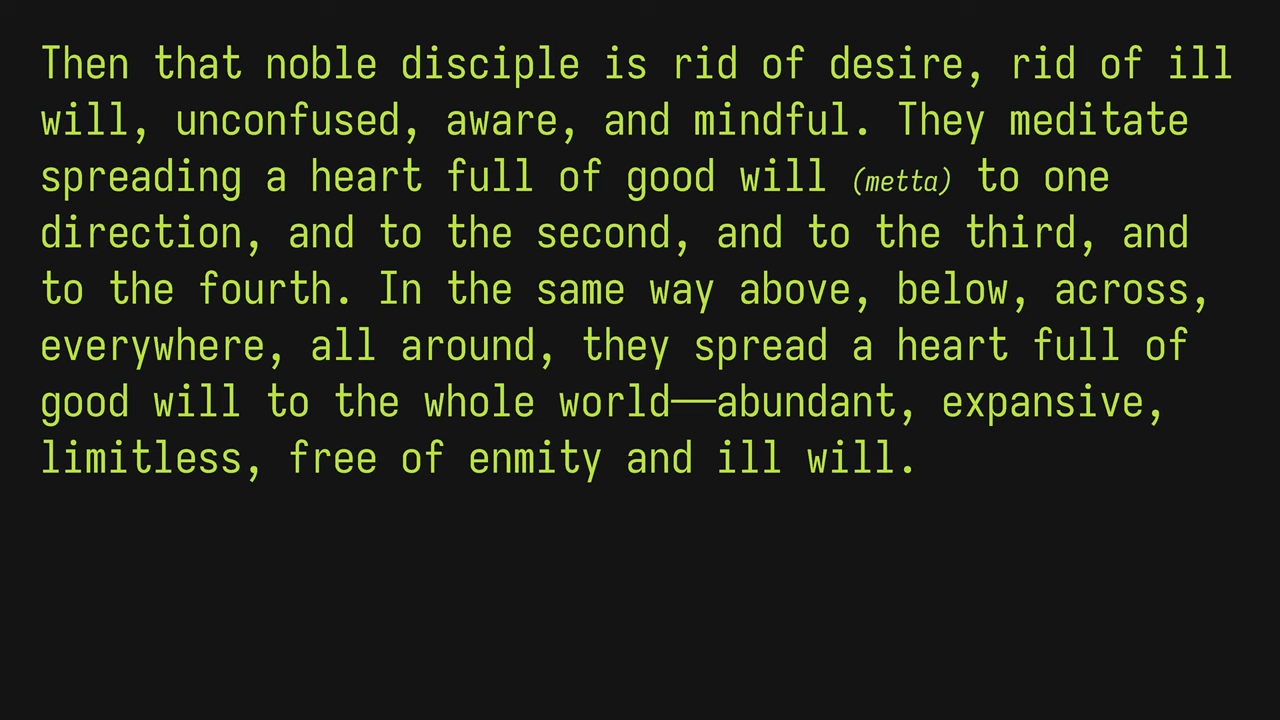 Then that noble disciple is rid of desire, rid of ill
will, unconfused, aware, and mindful. They meditate
spreading a heart full of good will (metta) to one
direction, and to the second, and to the third, and
to the fourth. In the same way above, below, across,
everywhere, all around, they spread a heart full of
good will to the whole world—abundant, expansive,
limitless, free of enmity and ill will.